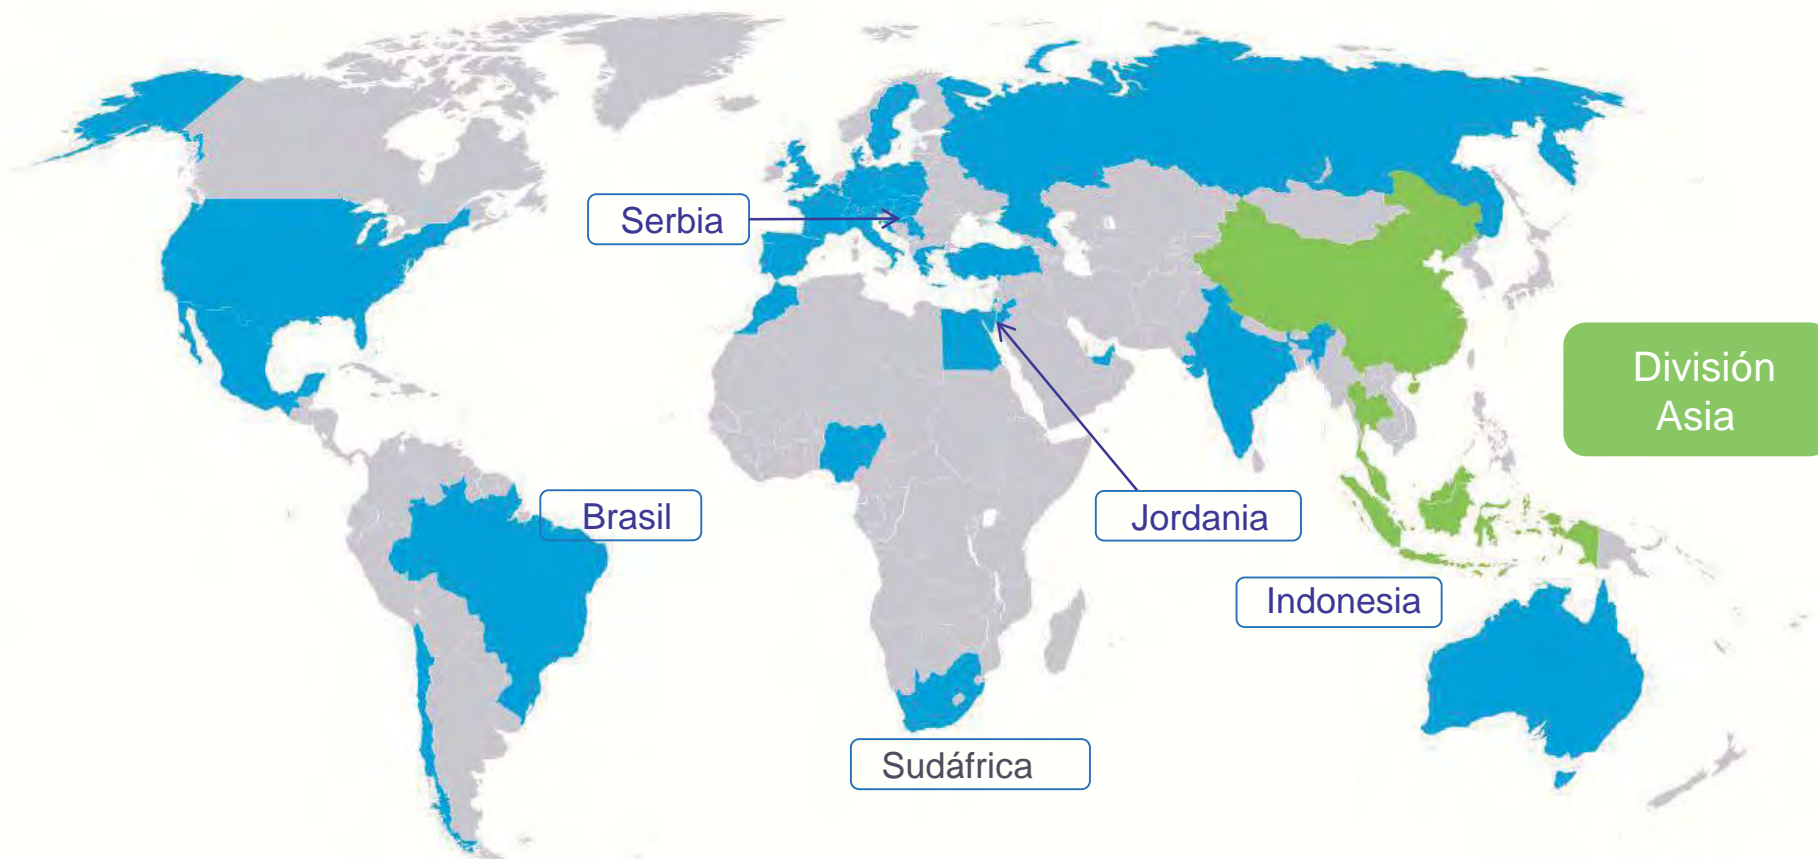 Serbia
División
Asia
Brasil
Jordania
Indonesia
Sudáfrica